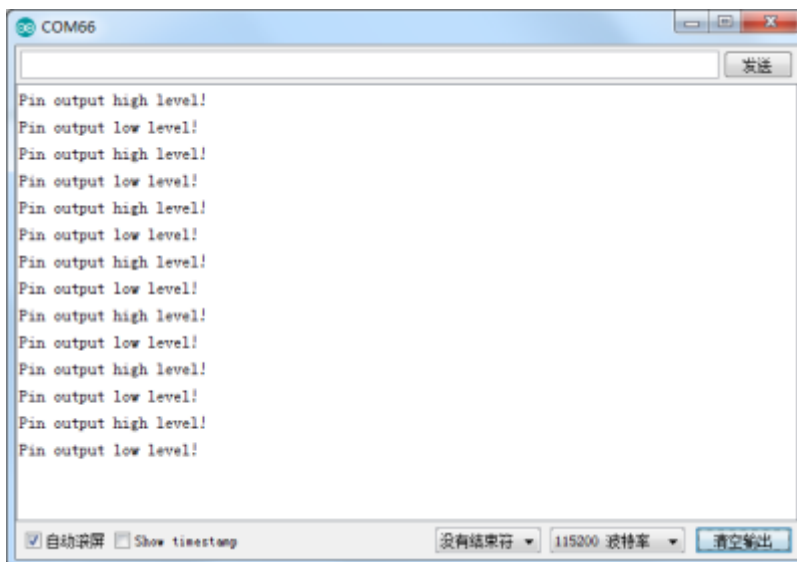 COM66
发送
Pin output high level!
Pin output low level!
Pin output high level!
Pin output low level!
Pin output high level!
Pin output low level!
Pin output high level!
Pin output low level!
Pin output high level!
Pin output low level!
Pin output high level!
Pin output low level!
Pin output high level!
Pin output low level!
自动滚屏 Show timestamp 没有结束符 115200 波特率 清空输出